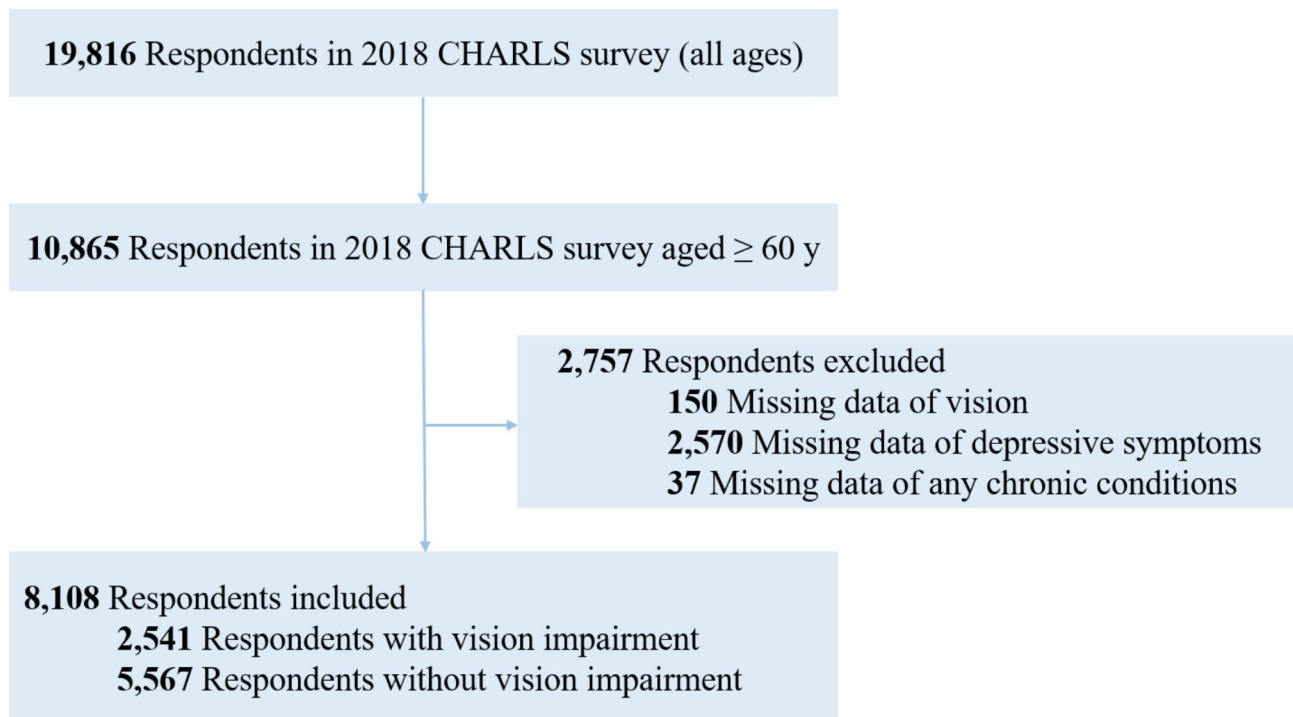 19,816 Respondents in 2018 CHARLS survey (all ages)
10,865 Respondents in 2018 CHARLS survey aged ≥ 60 y
2,757 Respondents excluded
150 Missing data of vision
2,570 Missing data of depressive symptoms
37 Missing data of any chronic conditions
8,108 Respondents included
2,541 Respondents with vision impairment
5,567 Respondents without vision impairment